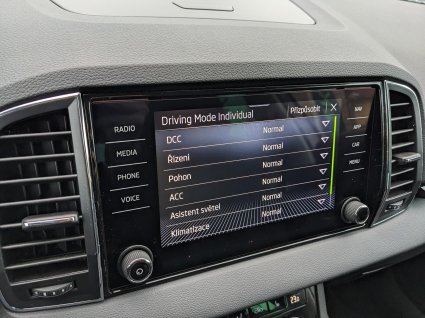 Driving Mode Individual Přizpůsobit X
DCC Normal
Řízení Normal
Pohon Normal
ACC Normal
Asistent světel Normal
Klimatizace Normal
RADIO
MEDIA
PHONE
VOICE
NAV
APP
CAR
MENU